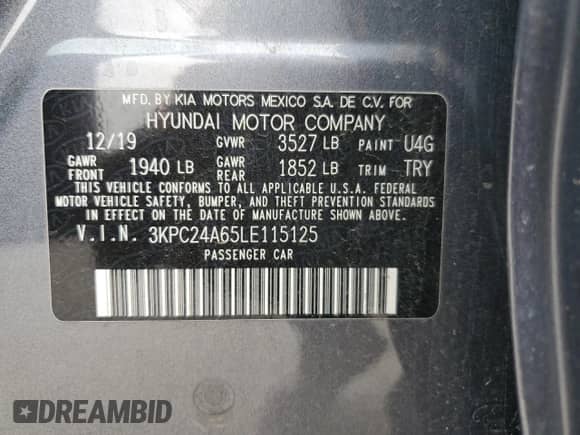 MFD. BY KIA MOTORS MEXICO S.A. DE C.V. FOR
HYUNDAI MOTOR COMPANY
12/19 GVWR 3527 LB PAINT U4G
GAWR FRONT 1940 LB GAWR REAR 1852 LB TRIM TRY
THIS VEHICLE CONFORMS TO ALL APPLICABLE U.S.A. FEDERAL
MOTOR VEHICLE SAFETY, BUMPER, AND THEFT PREVENTION STANDARDS
IN EFFECT ON THE DATE OF MANUFACTURE SHOWN ABOVE.
V.I.N. 3KPC24A65LE115125
PASSENGER CAR
DREAMBID